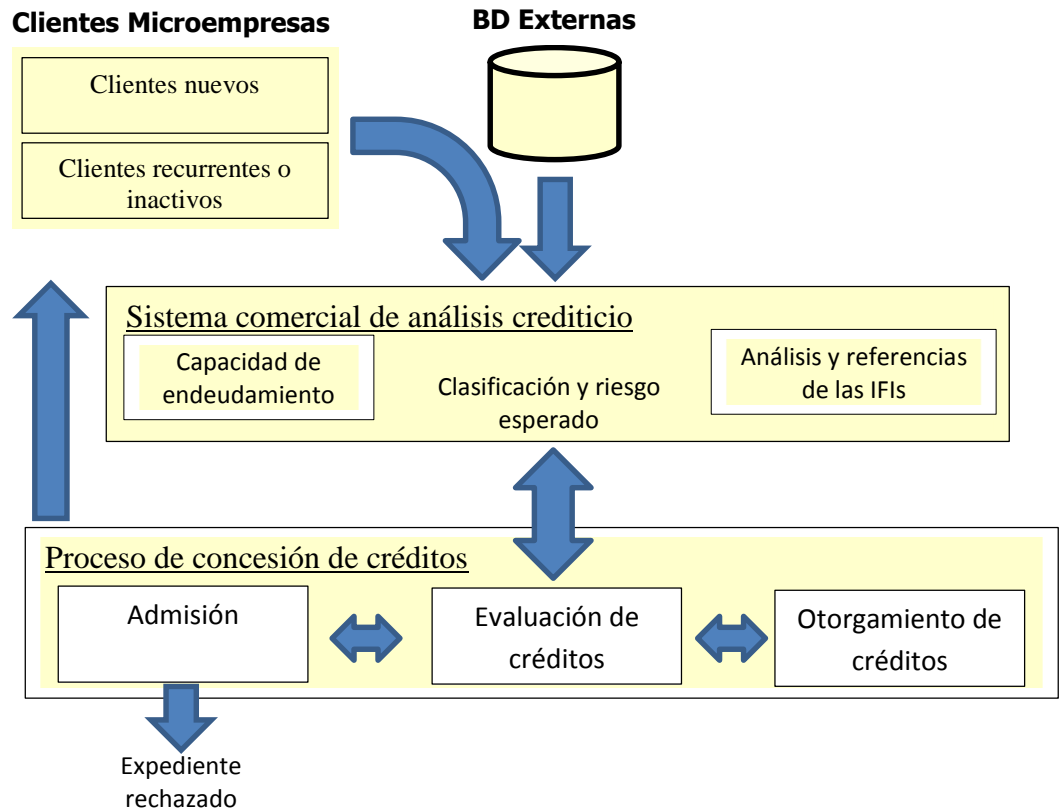 Clientes Microempresas
BD Externas
Clientes nuevos
Clientes recurrentes o
inactivos
Sistema comercial de análisis crediticio
Capacidad de
endeudamiento
Clasificación y riesgo
esperado
Análisis y referencias
de las IFIs
Proceso de concesión de créditos
Admisión
Evaluación de
créditos
Otorgamiento de
créditos
Expediente
rechazado